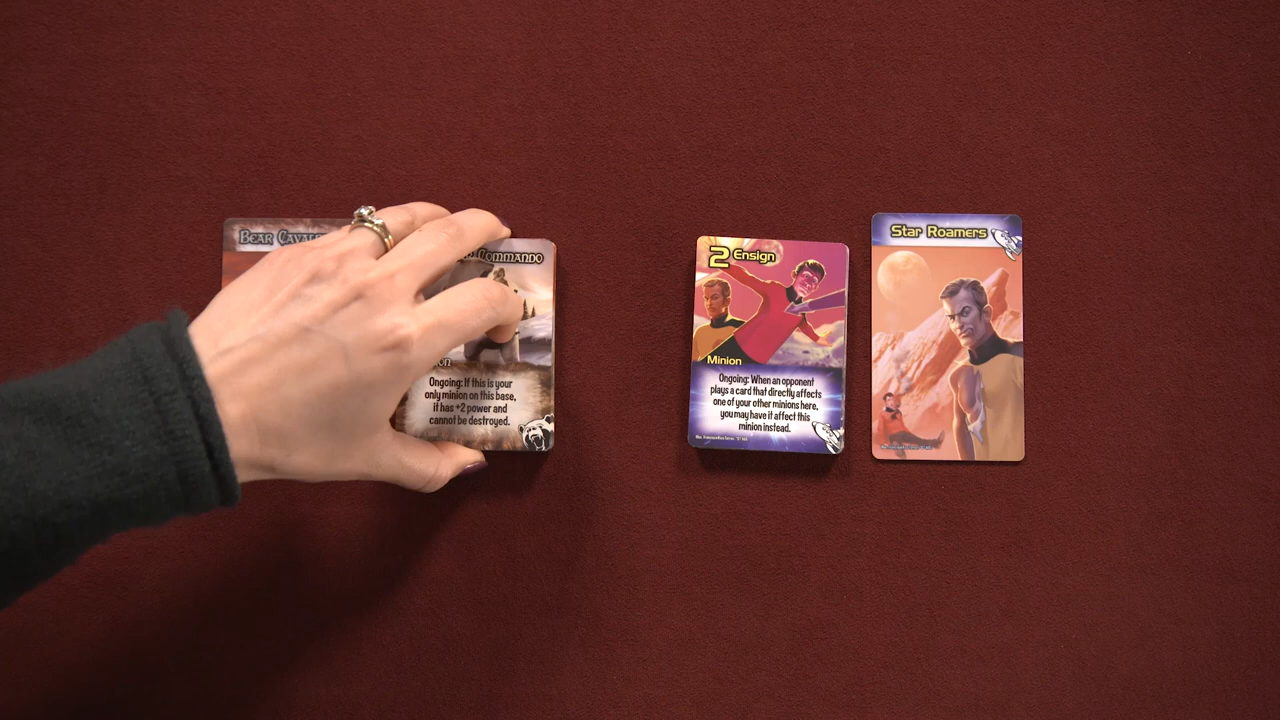 Bear
Commando
Ongoing: If this is your
only minion on this base,
it has +2 power and
cannot be destroyed.
2 Ensign
Minion
Ongoing: When an opponent
plays a card that directly affects
one of your other minions here,
you may have it affect this
minion instead.
Star Roamers